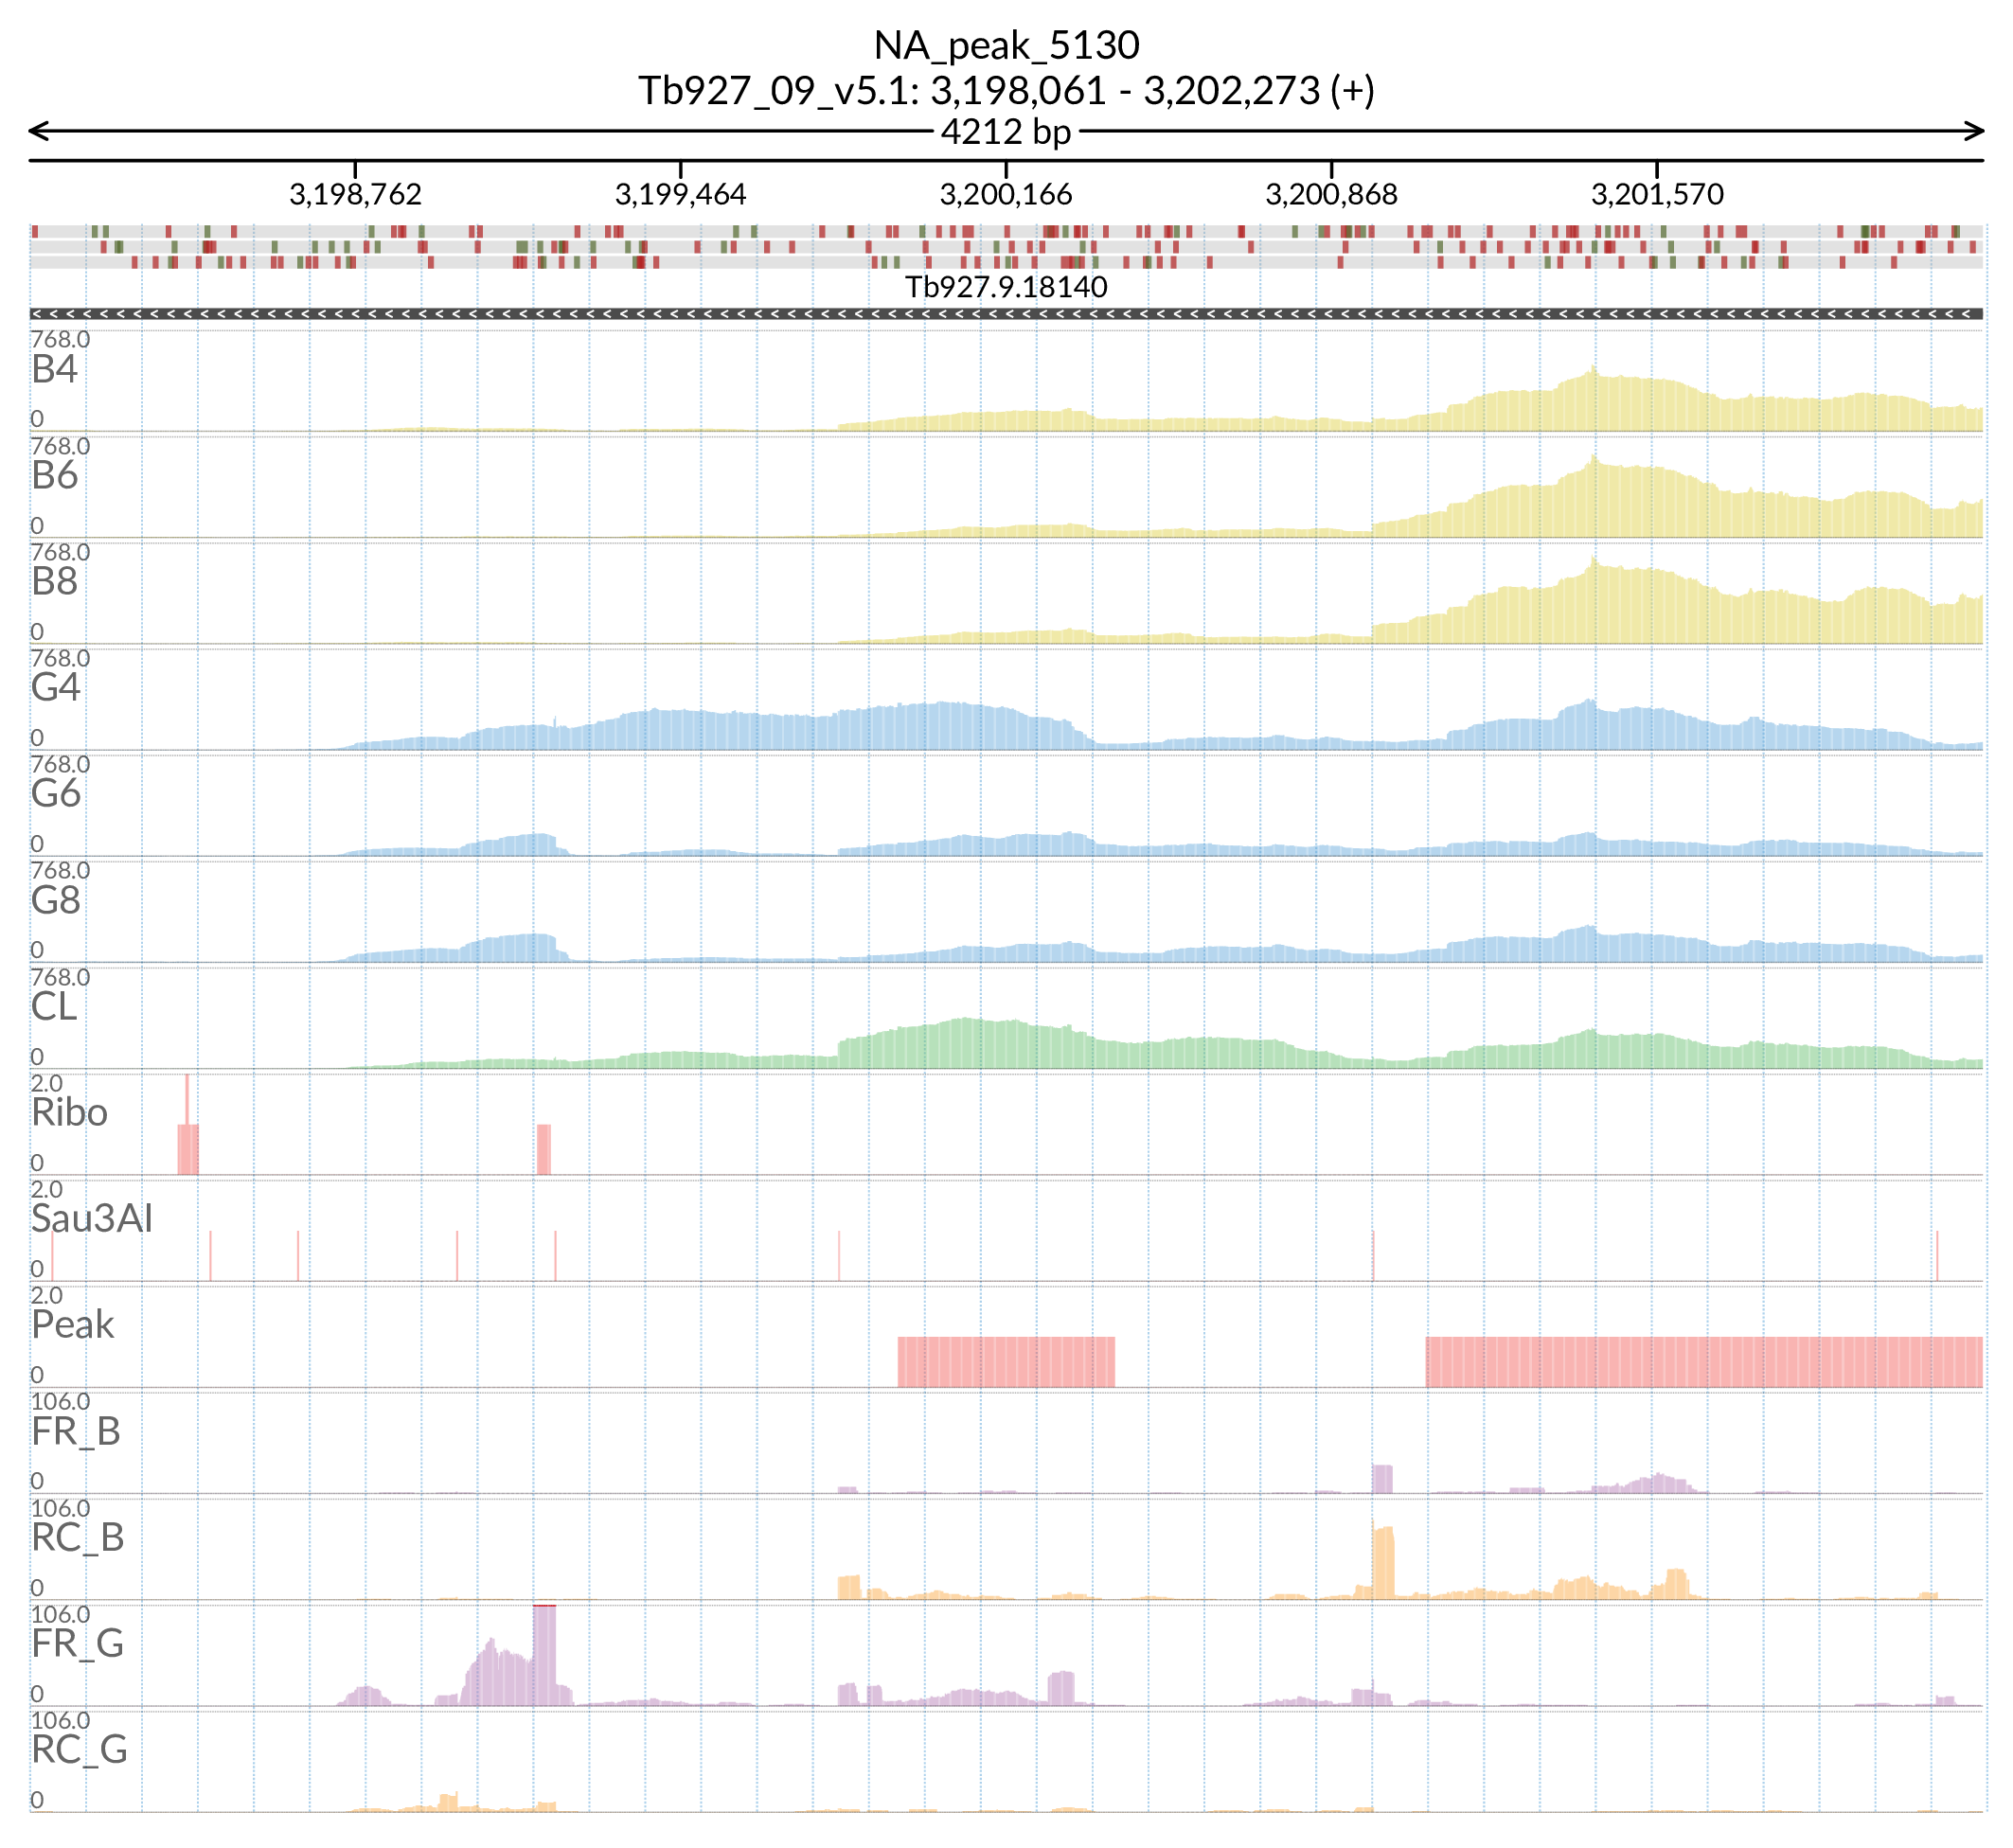 NA_peak_5130
Tb927_09_v5.1: 3,198,061 - 3,202,273 (+)
4212 bp
3,198,762 3,199,464 3,200,166 3,200,868 3,201,570
Tb927.9.18140
768.0
B4
0
768.0
B6
0
768.0
B8
0
768.0
G4
0
768.0
G6
0
768.0
G8
0
768.0
CL
0
2.0
Ribo
0
2.0
Sau3AI
0
2.0
Peak
0
106.0
FR_B
0
106.0
RC_B
0
106.0
FR_G
0
106.0
RC_G
0